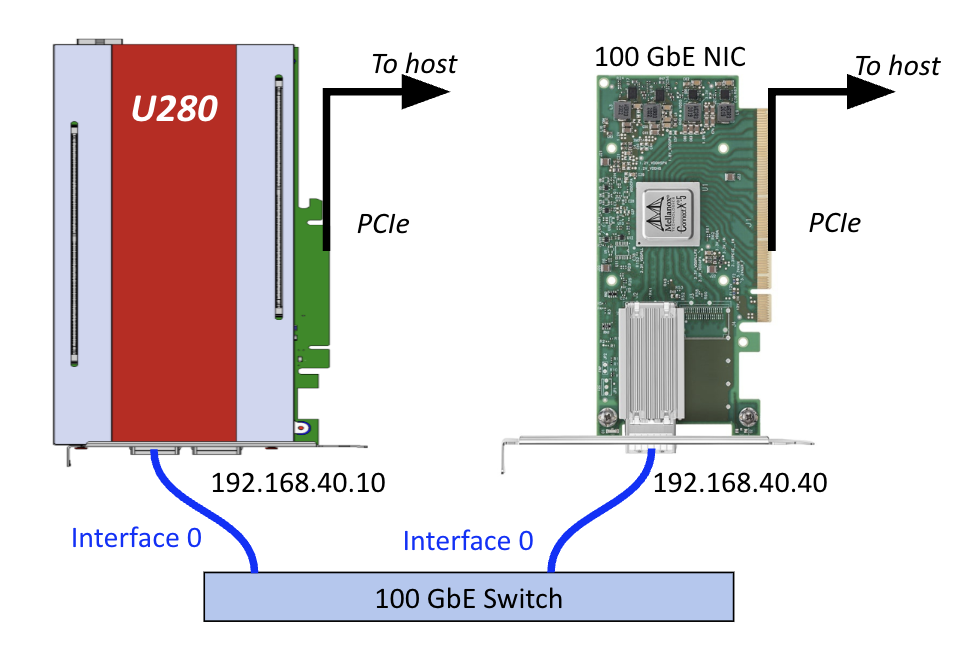 100 GbE NIC
To host
To host
U280
PCIe
PCIe
Mellanox
ConnectX-5
192.168.40.10
192.168.40.40
Interface 0
Interface 0
100 GbE Switch